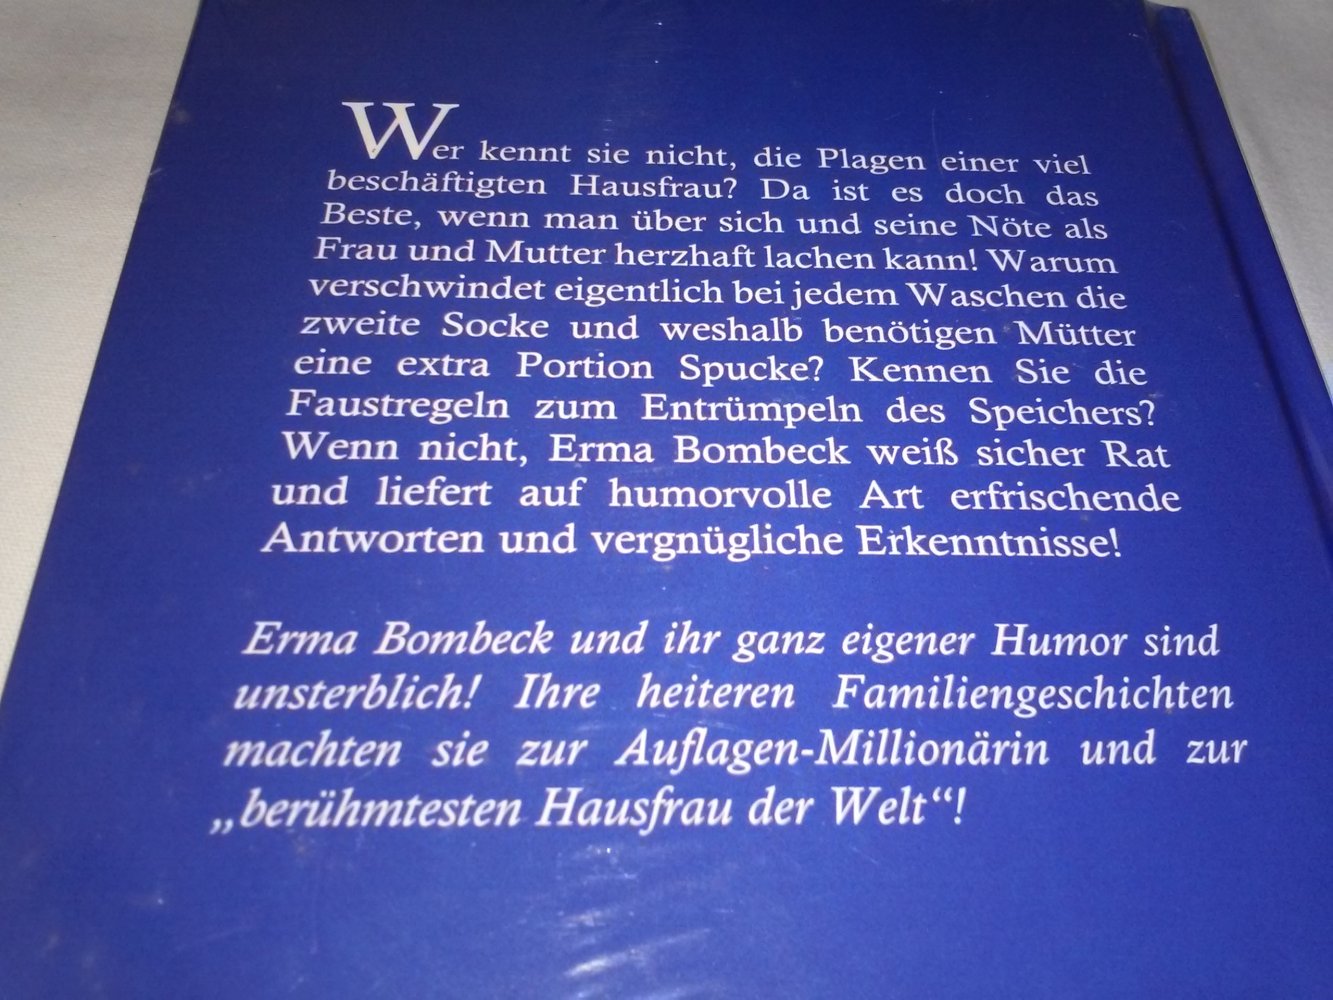 Wer kennt sie nicht, die Plagen einer viel
beschäftigten Hausfrau? Da ist es doch das
Beste, wenn man über sich und seine Nöte als
Frau und Mutter herzhaft lachen kann! Warum
verschwindet eigentlich bei jedem Waschen die
zweite Socke und weshalb benötigen Mütter
eine extra Portion Spucke? Kennen Sie die
Faustregeln zum Entrümpeln des Speichers?
Wenn nicht, Erma Bombeck weiß sicher Rat
und liefert auf humorvolle Art erfrischende
Antworten und vergnügliche Erkenntnisse!
Erma Bombeck und ihr ganz eigener Humor sind
unsterblich! Ihre heiteren Familiengeschichten
machten sie zur Auflagen-Millionärin und zur
„berühmtesten Hausfrau der Welt“!